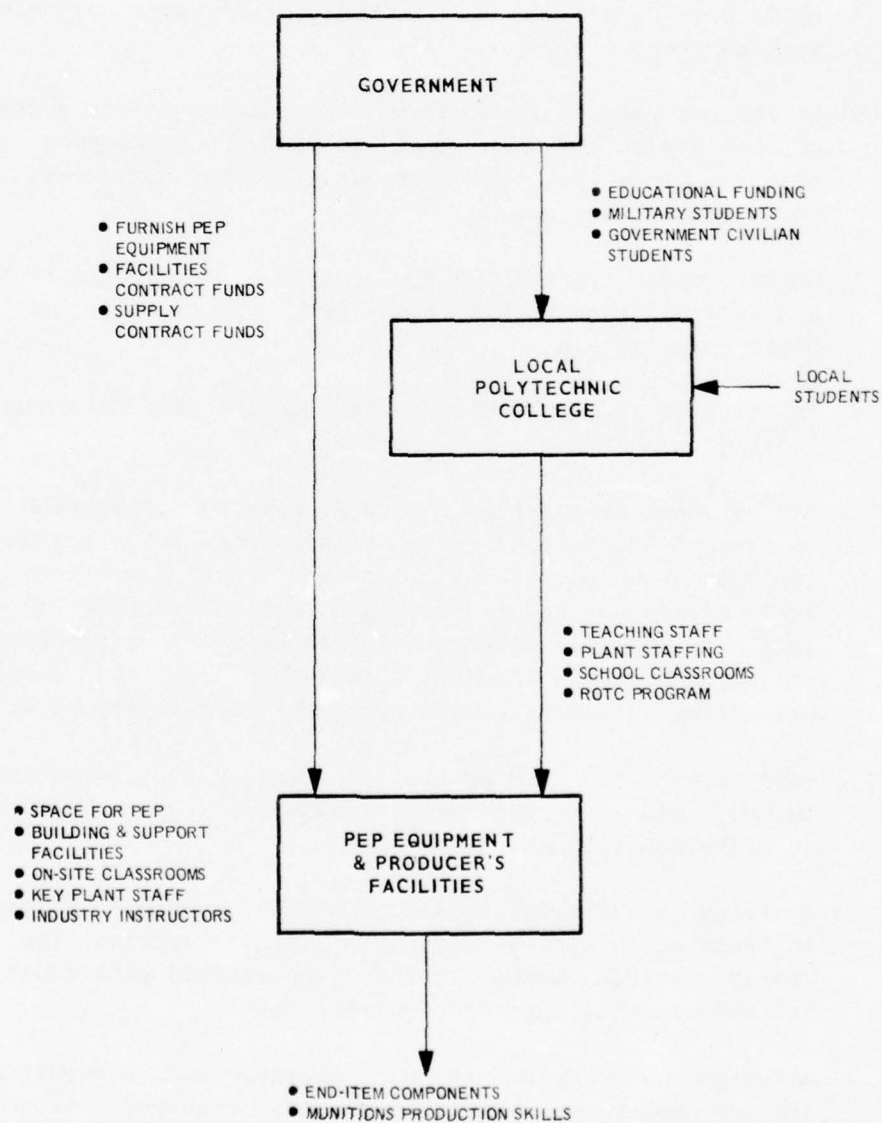 GOVERNMENT
● EDUCATIONAL FUNDING
● MILITARY STUDENTS
● GOVERNMENT CIVILIAN
STUDENTS
● FURNISH PEP
EQUIPMENT
● FACILITIES
CONTRACT FUNDS
● SUPPLY
CONTRACT FUNDS
LOCAL
POLYTECHNIC
COLLEGE
LOCAL
STUDENTS
● TEACHING STAFF
● PLANT STAFFING
● SCHOOL CLASSROOMS
● ROTC PROGRAM
● SPACE FOR PEP
● BUILDING & SUPPORT
FACILITIES
● ON-SITE CLASSROOMS
● KEY PLANT STAFF
● INDUSTRY INSTRUCTORS
PEP EQUIPMENT
& PRODUCER'S
FACILITIES
● END-ITEM COMPONENTS
● MUNITIONS PRODUCTION SKILLS